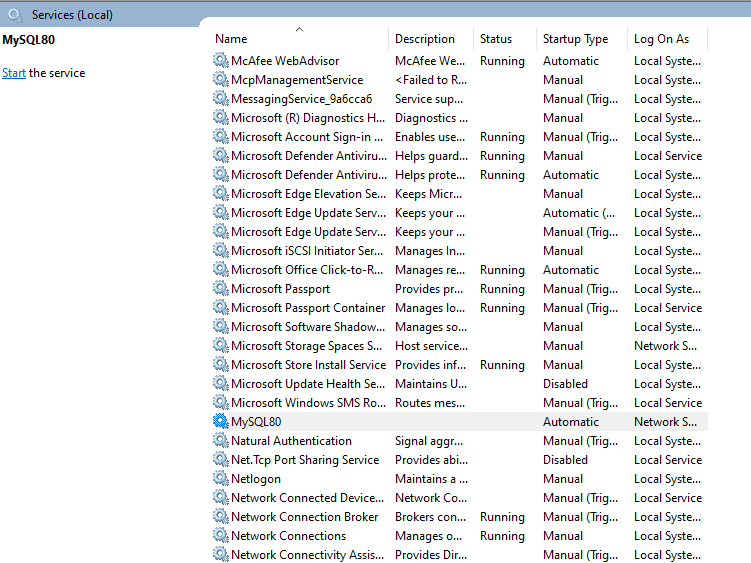 Services (Local)
MySQL80
Start the service
Name Description Status Startup Type Log On As
McAfee WebAdvisor McAfee We... Running Automatic Local Syste...
McpManagementService <Failed to R... Manual Local Syste...
MessagingService_9a6cca6 Service sup... Manual (Trig... Local Syste...
Microsoft (R) Diagnostics H... Diagnostics ... Manual Local Syste...
Microsoft Account Sign-in ... Enables use... Running Manual (Trig... Local Syste...
Microsoft Defender Antiviru... Helps guard... Running Manual Local Service
Microsoft Defender Antiviru... Helps prote... Running Automatic Local Syste...
Microsoft Edge Elevation Se... Keeps Micr... Manual Local Syste...
Microsoft Edge Update Serv... Keeps your ... Automatic (... Local Syste...
Microsoft Edge Update Serv... Keeps your ... Manual (Trig... Local Syste...
Microsoft iSCSI Initiator Ser... Manages In... Manual Local Syste...
Microsoft Office Click-to-R... Manages re... Running Automatic Local Syste...
Microsoft Passport Provides pr... Running Manual (Trig... Local Syste...
Microsoft Passport Container Manages lo... Running Manual (Trig... Local Service
Microsoft Software Shadow... Manages so... Manual Local Syste...
Microsoft Storage Spaces S... Host service... Manual Network S...
Microsoft Store Install Service Provides inf... Running Manual Local Syste...
Microsoft Update Health Se... Maintains U... Disabled Local Syste...
Microsoft Windows SMS Ro... Routes mes... Manual (Trig... Local Service
MySQL80 Automatic Network S...
Natural Authentication Signal aggr... Manual (Trig... Local Syste...
Net.Tcp Port Sharing Service Provides abi... Disabled Local Service
Netlogon Maintains a ... Manual Local Syste...
Network Connected Device... Network Co... Manual (Trig... Local Service
Network Connection Broker Brokers con... Running Manual (Trig... Local Syste...
Network Connections Manages o... Running Manual Local Syste...
Network Connectivity Assis... Provides Dir... Manual (Trig... Local Syste...